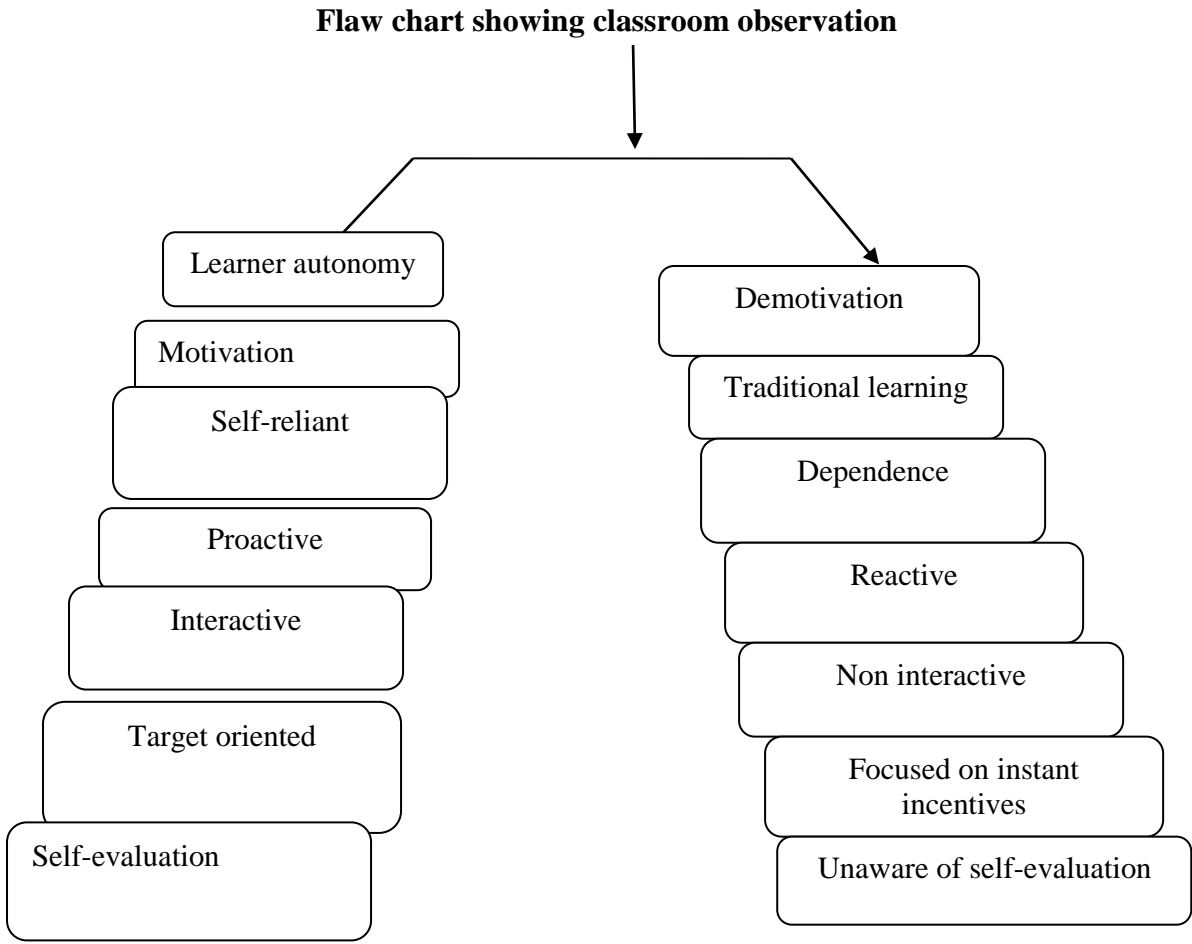 Flaw chart showing classroom observation
Learner autonomy
Motivation
Self-reliant
Proactive
Interactive
Target oriented
Self-evaluation
Demotivation
Traditional learning
Dependence
Reactive
Non interactive
Focused on instant
incentives
Unaware of self-evaluation